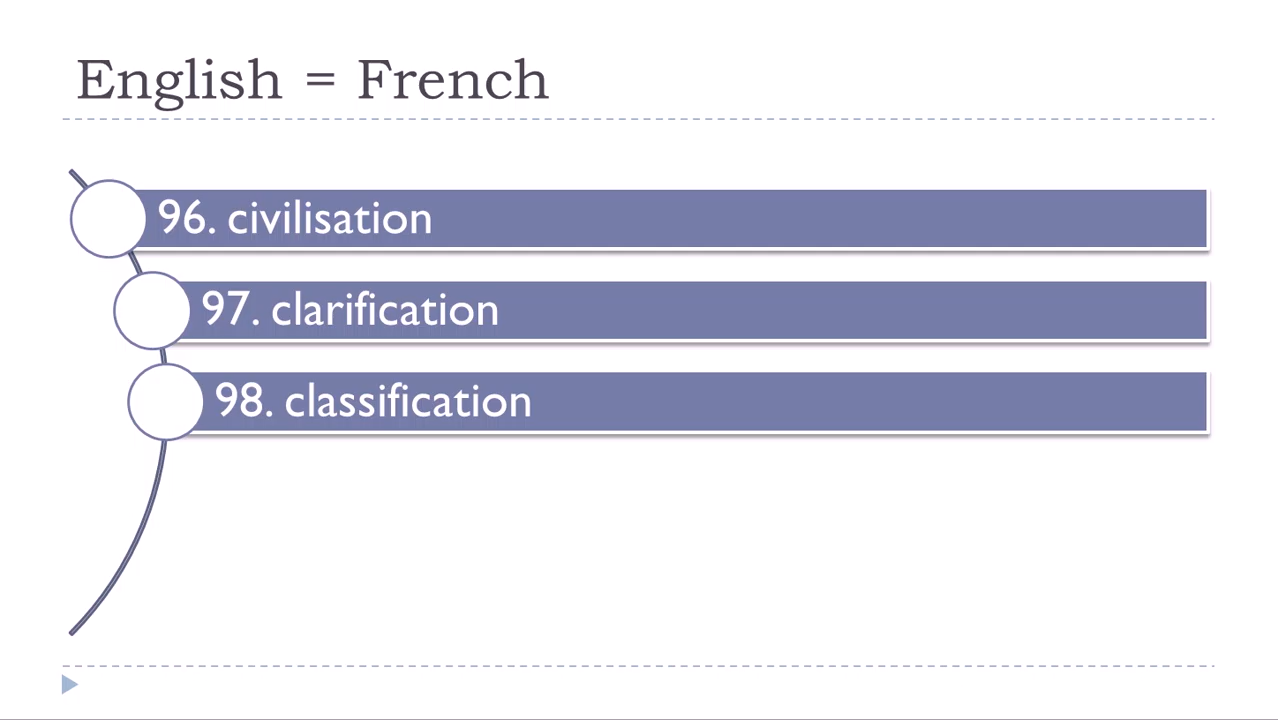 English = French
96. civilisation
97. clarification
98. classification